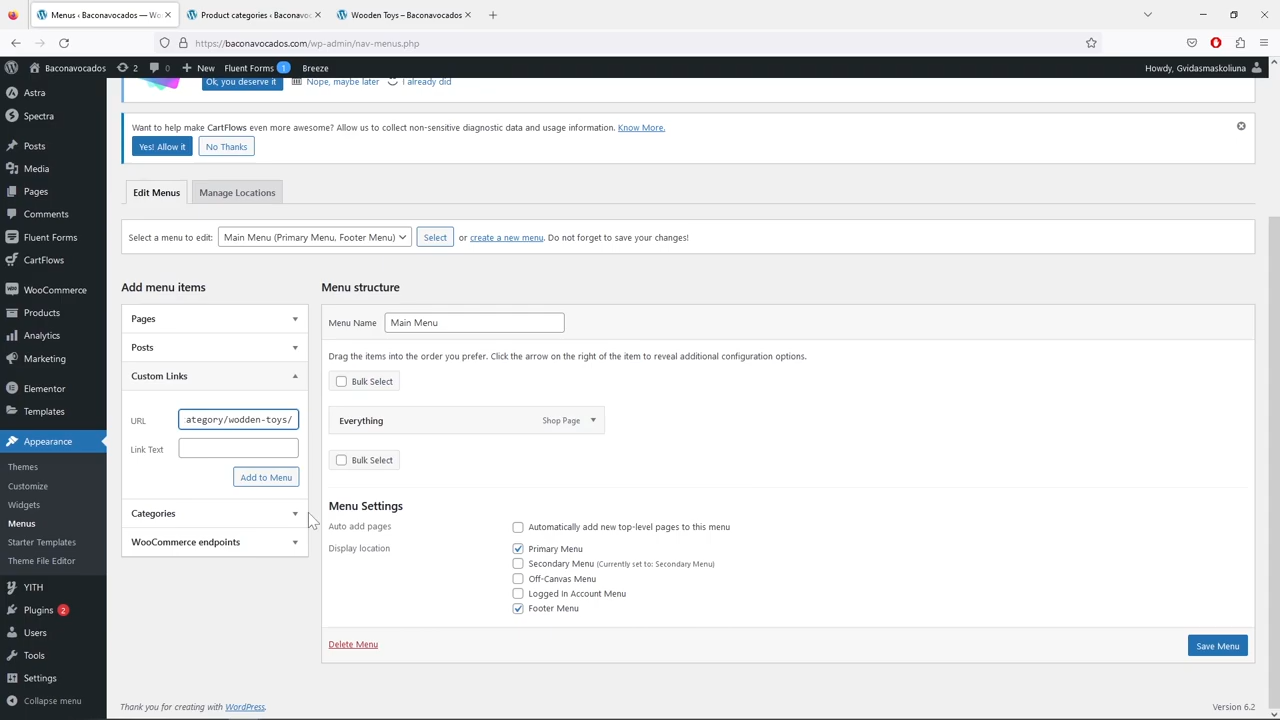 Menus ‹ Baconavocados — Wo
Product categories ‹ Baconavoc
Wooden Toys – Baconavocados
https://baconavocados.com/wp-admin/nav-menus.php
Baconavocados
2
0
New
Fluent Forms
1
Breeze
Howdy, Gvidasmaskoliuna
Astra
Spectra
Posts
Media
Pages
Comments
Fluent Forms
CartFlows
WooCommerce
Products
Analytics
Marketing
Elementor
Templates
Appearance
Themes
Customize
Widgets
Menus
Starter Templates
Theme File Editor
YITH
Plugins 2
Users
Tools
Settings
Collapse menu
Ok, you deserve it
Nope, maybe later
I already did
Want to help make CartFlows even more awesome? Allow us to collect non-sensitive diagnostic data and usage information. Know More.
Yes! Allow it
No Thanks
Edit Menus
Manage Locations
Select a menu to edit:
Main Menu (Primary Menu, Footer Menu)
Select
or create a new menu. Do not forget to save your changes!
Add menu items
Pages
Posts
Custom Links
URL
ategory/wodden-toys/
Link Text
Add to Menu
Categories
WooCommerce endpoints
Menu structure
Menu Name
Main Menu
Drag the items into the order you prefer. Click the arrow on the right of the item to reveal additional configuration options.
Bulk Select
Everything
Shop Page
Bulk Select
Menu Settings
Auto add pages
Automatically add new top-level pages to this menu
Display location
Primary Menu
Secondary Menu (Currently set to: Secondary Menu)
Off-Canvas Menu
Logged In Account Menu
Footer Menu
Delete Menu
Save Menu
Thank you for creating with WordPress.
Version 6.2